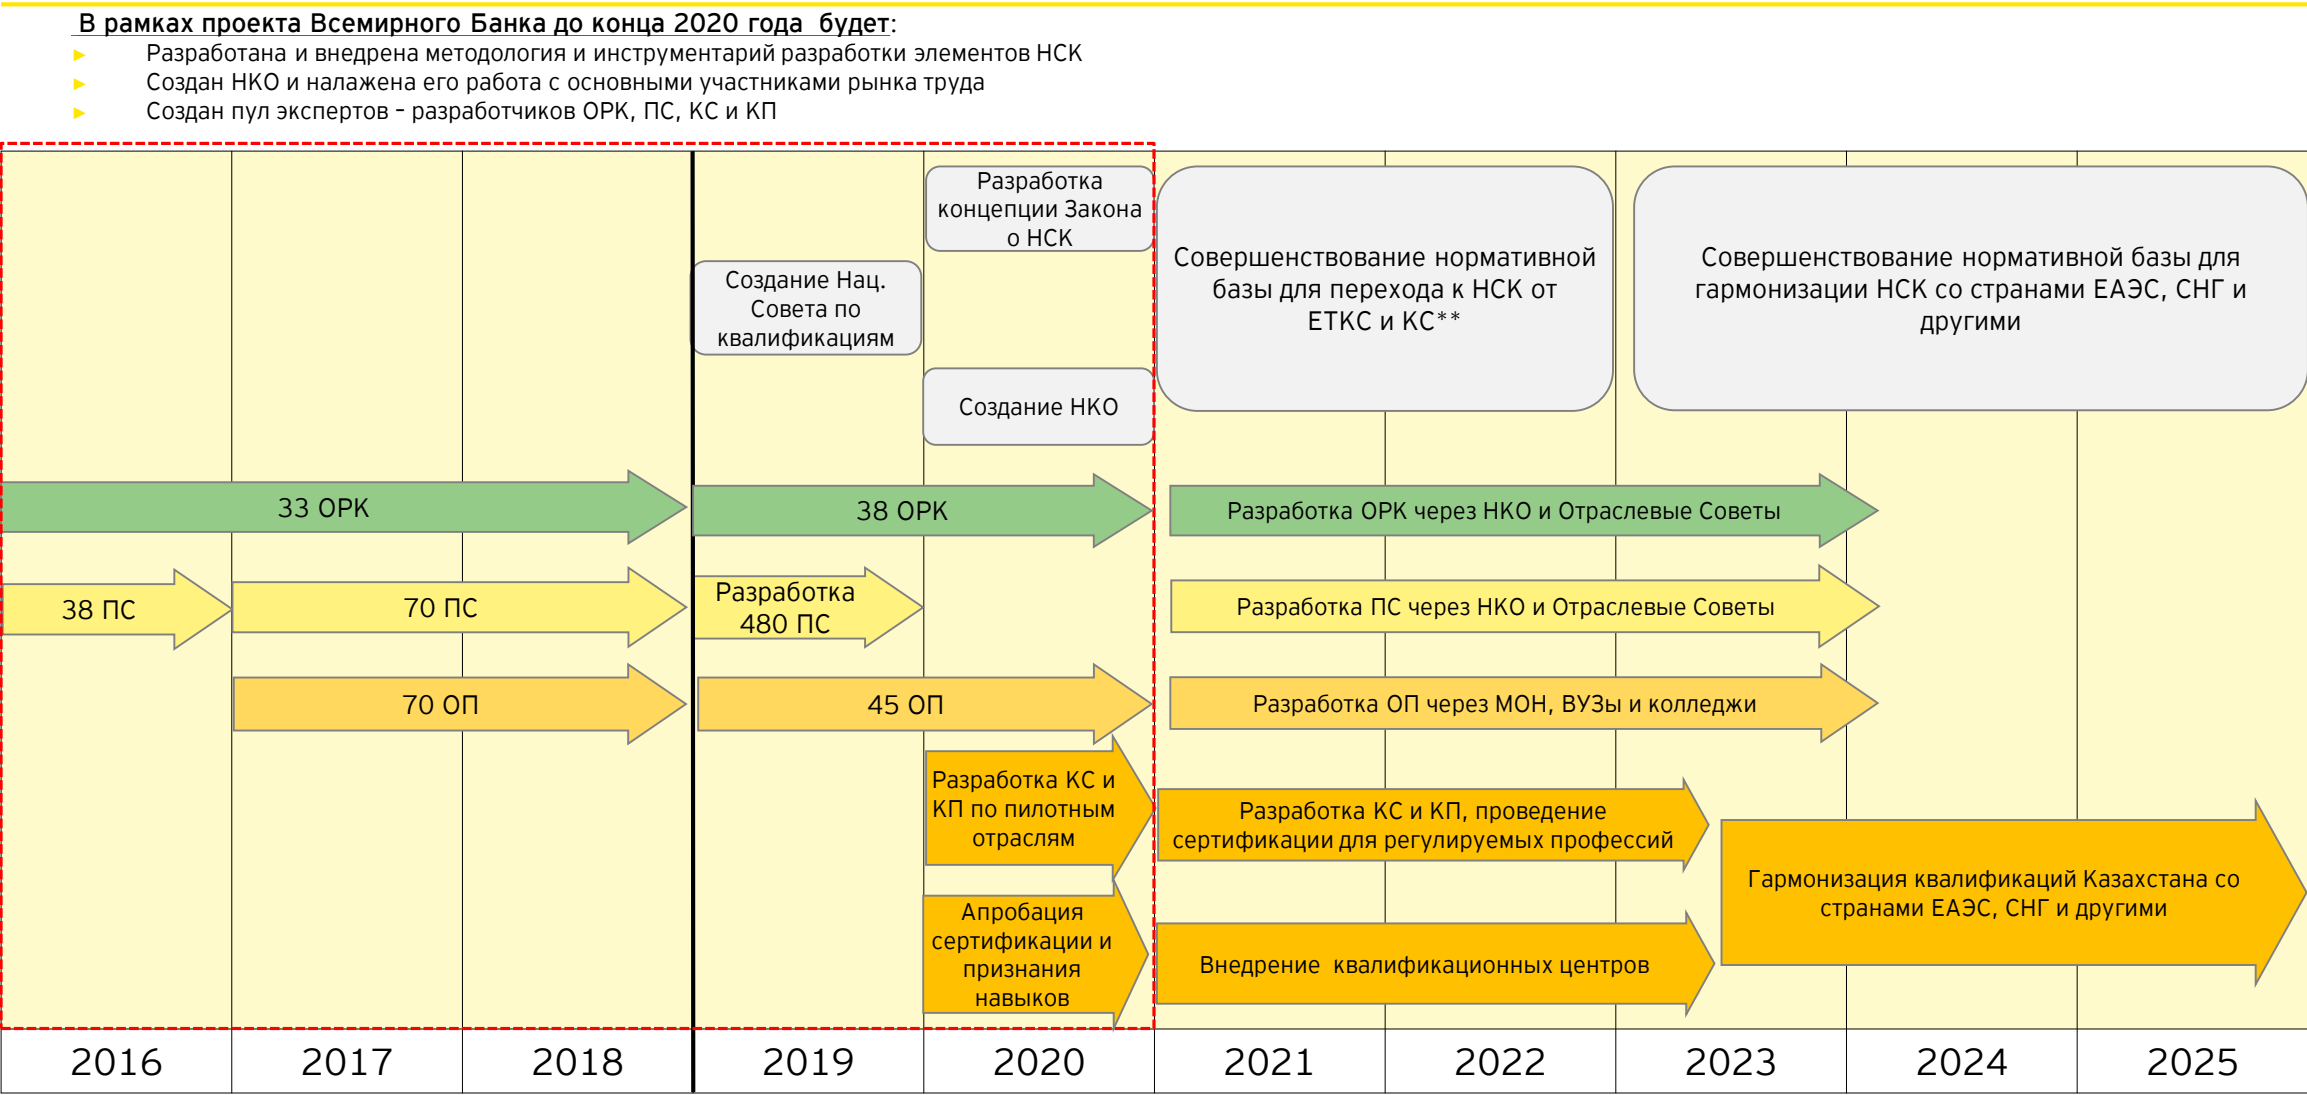 В рамках проекта Всемирного Банка до конца 2020 года будет:
► Разработана и внедрена методология и инструментарий разработки элементов НСК
► Создан НКО и налажена его работа с основными участниками рынка труда
► Создан пул экспертов – разработчиков ОРК, ПС, КС и КП
Разработка
концепции Закона
о НСК
Создание Нац.
Совета по
квалификациям
Создание НКО
Совершенствование нормативной
базы для перехода к НСК от
ЕТКС и КС**
Совершенствование нормативной базы для
гармонизации НСК со странами ЕАЭС, СНГ и
другими
33 ОРК
38 ОРК
Разработка ОРК через НКО и Отраслевые Советы
38 ПС
70 ПС
Разработка
480 ПС
Разработка ПС через НКО и Отраслевые Советы
70 ОП
45 ОП
Разработка ОП через МОН, ВУЗы и колледжи
Разработка КС и
КП по пилотным
отраслям
Разработка КС и КП, проведение
сертификации для регулируемых профессий
Гармонизация квалификаций Казахстана со
странами ЕАЭС, СНГ и другими
Апробация
сертификации и
признания
навыков
Внедрение квалификационных центров
2016
2017
2018
2019
2020
2021
2022
2023
2024
2025